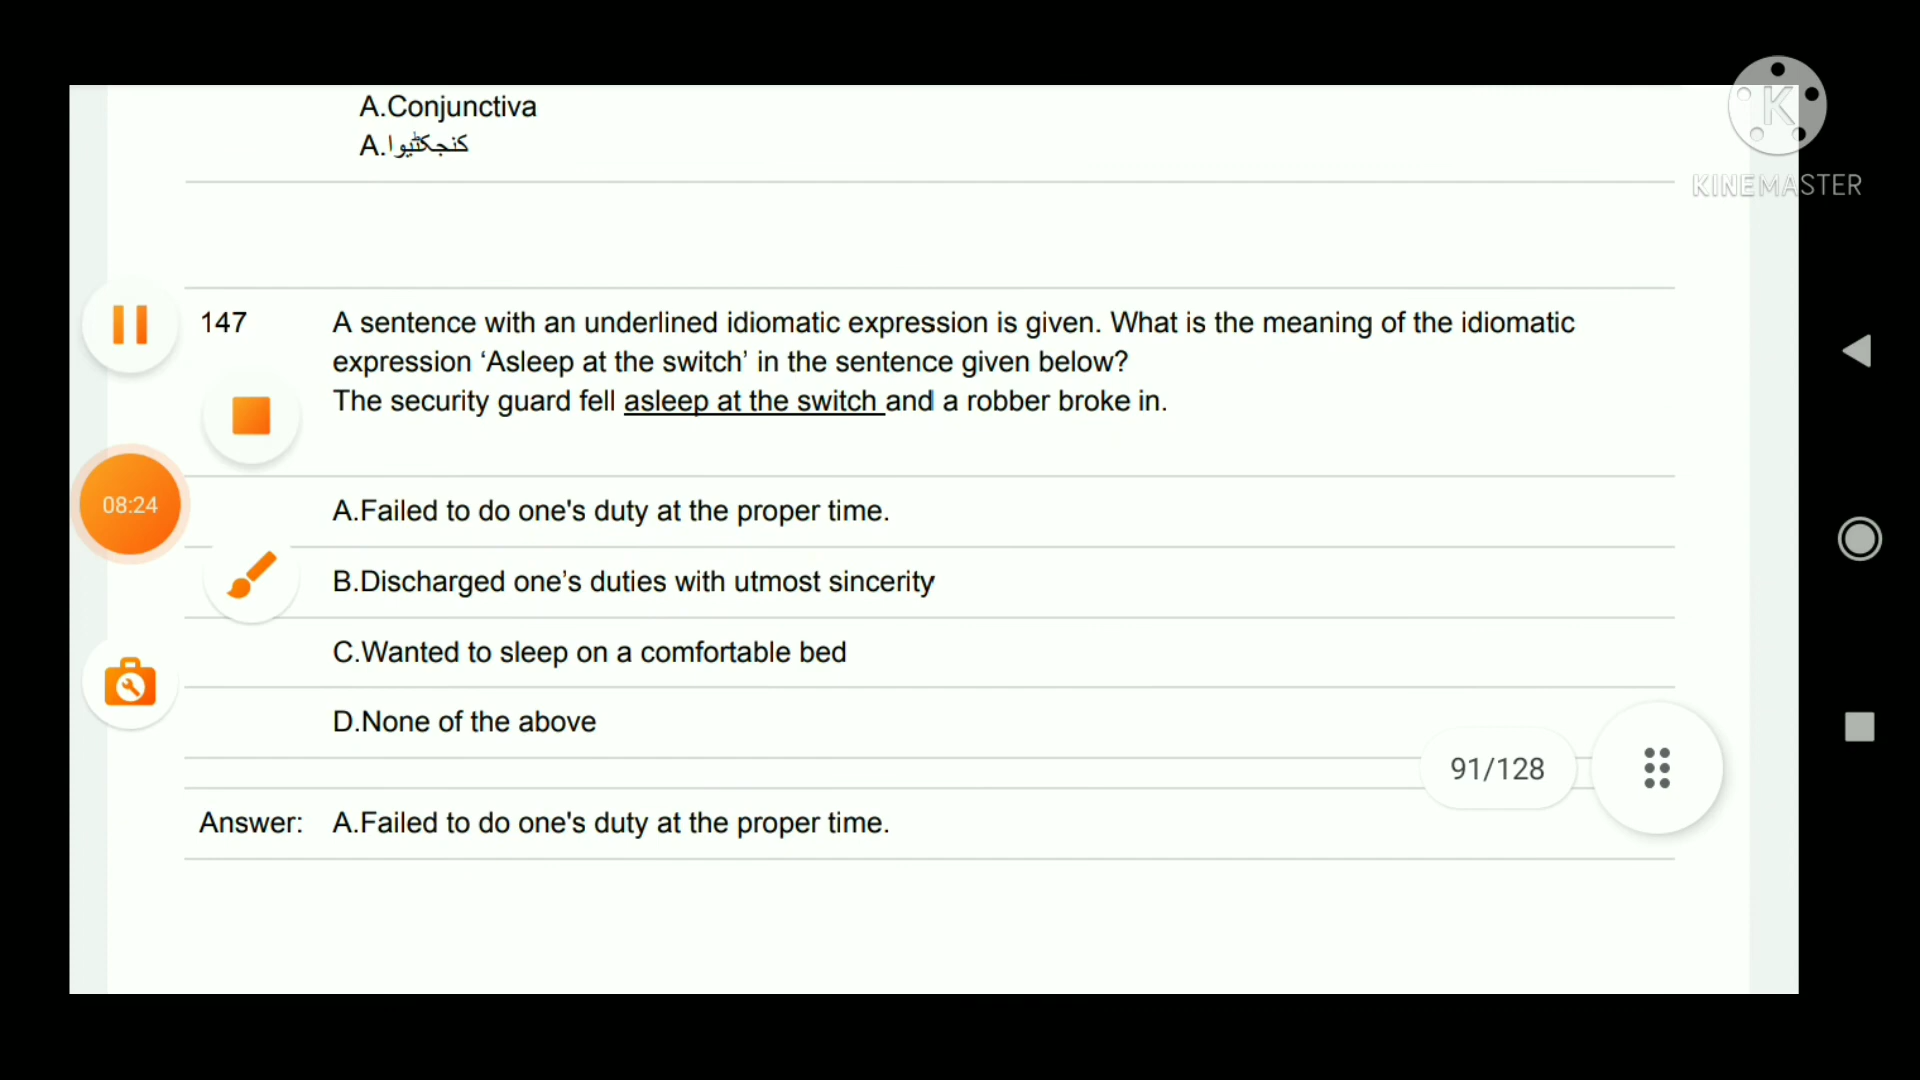 A.Conjunctiva
A.کنجکٹیوا
KINEMASTER
147
A sentence with an underlined idiomatic expression is given. What is the meaning of the idiomatic
expression ‘Asleep at the switch’ in the sentence given below?
The security guard fell asleep at the switch and a robber broke in.
08:24
A.Failed to do one's duty at the proper time.
B.Discharged one’s duties with utmost sincerity
C.Wanted to sleep on a comfortable bed
D.None of the above
91/128
Answer: A.Failed to do one's duty at the proper time.